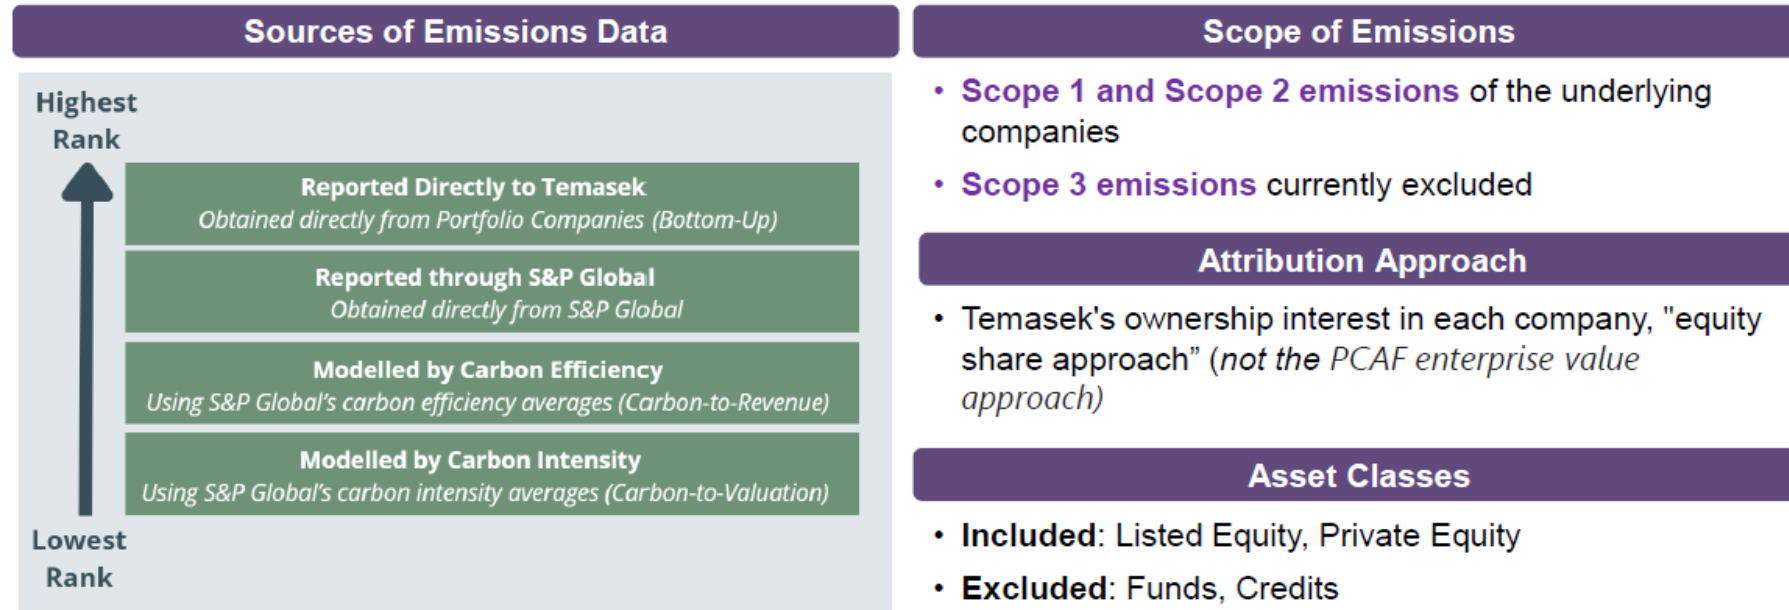 Sources of Emissions Data
Highest
Rank
Reported Directly to Temasek
Obtained directly from Portfolio Companies (Bottom-Up)
Reported through S&P Global
Obtained directly from S&P Global
Modelled by Carbon Efficiency
Using S&P Global's carbon efficiency averages (Carbon-to-Revenue)
Modelled by Carbon Intensity
Using S&P Global's carbon intensity averages (Carbon-to-Valuation)
Lowest
Rank
Scope of Emissions
• Scope 1 and Scope 2 emissions of the underlying
companies
• Scope 3 emissions currently excluded
Attribution Approach
• Temasek's ownership interest in each company, "equity
share approach” (not the PCAF enterprise value
approach)
Asset Classes
• Included: Listed Equity, Private Equity
• Excluded: Funds, Credits